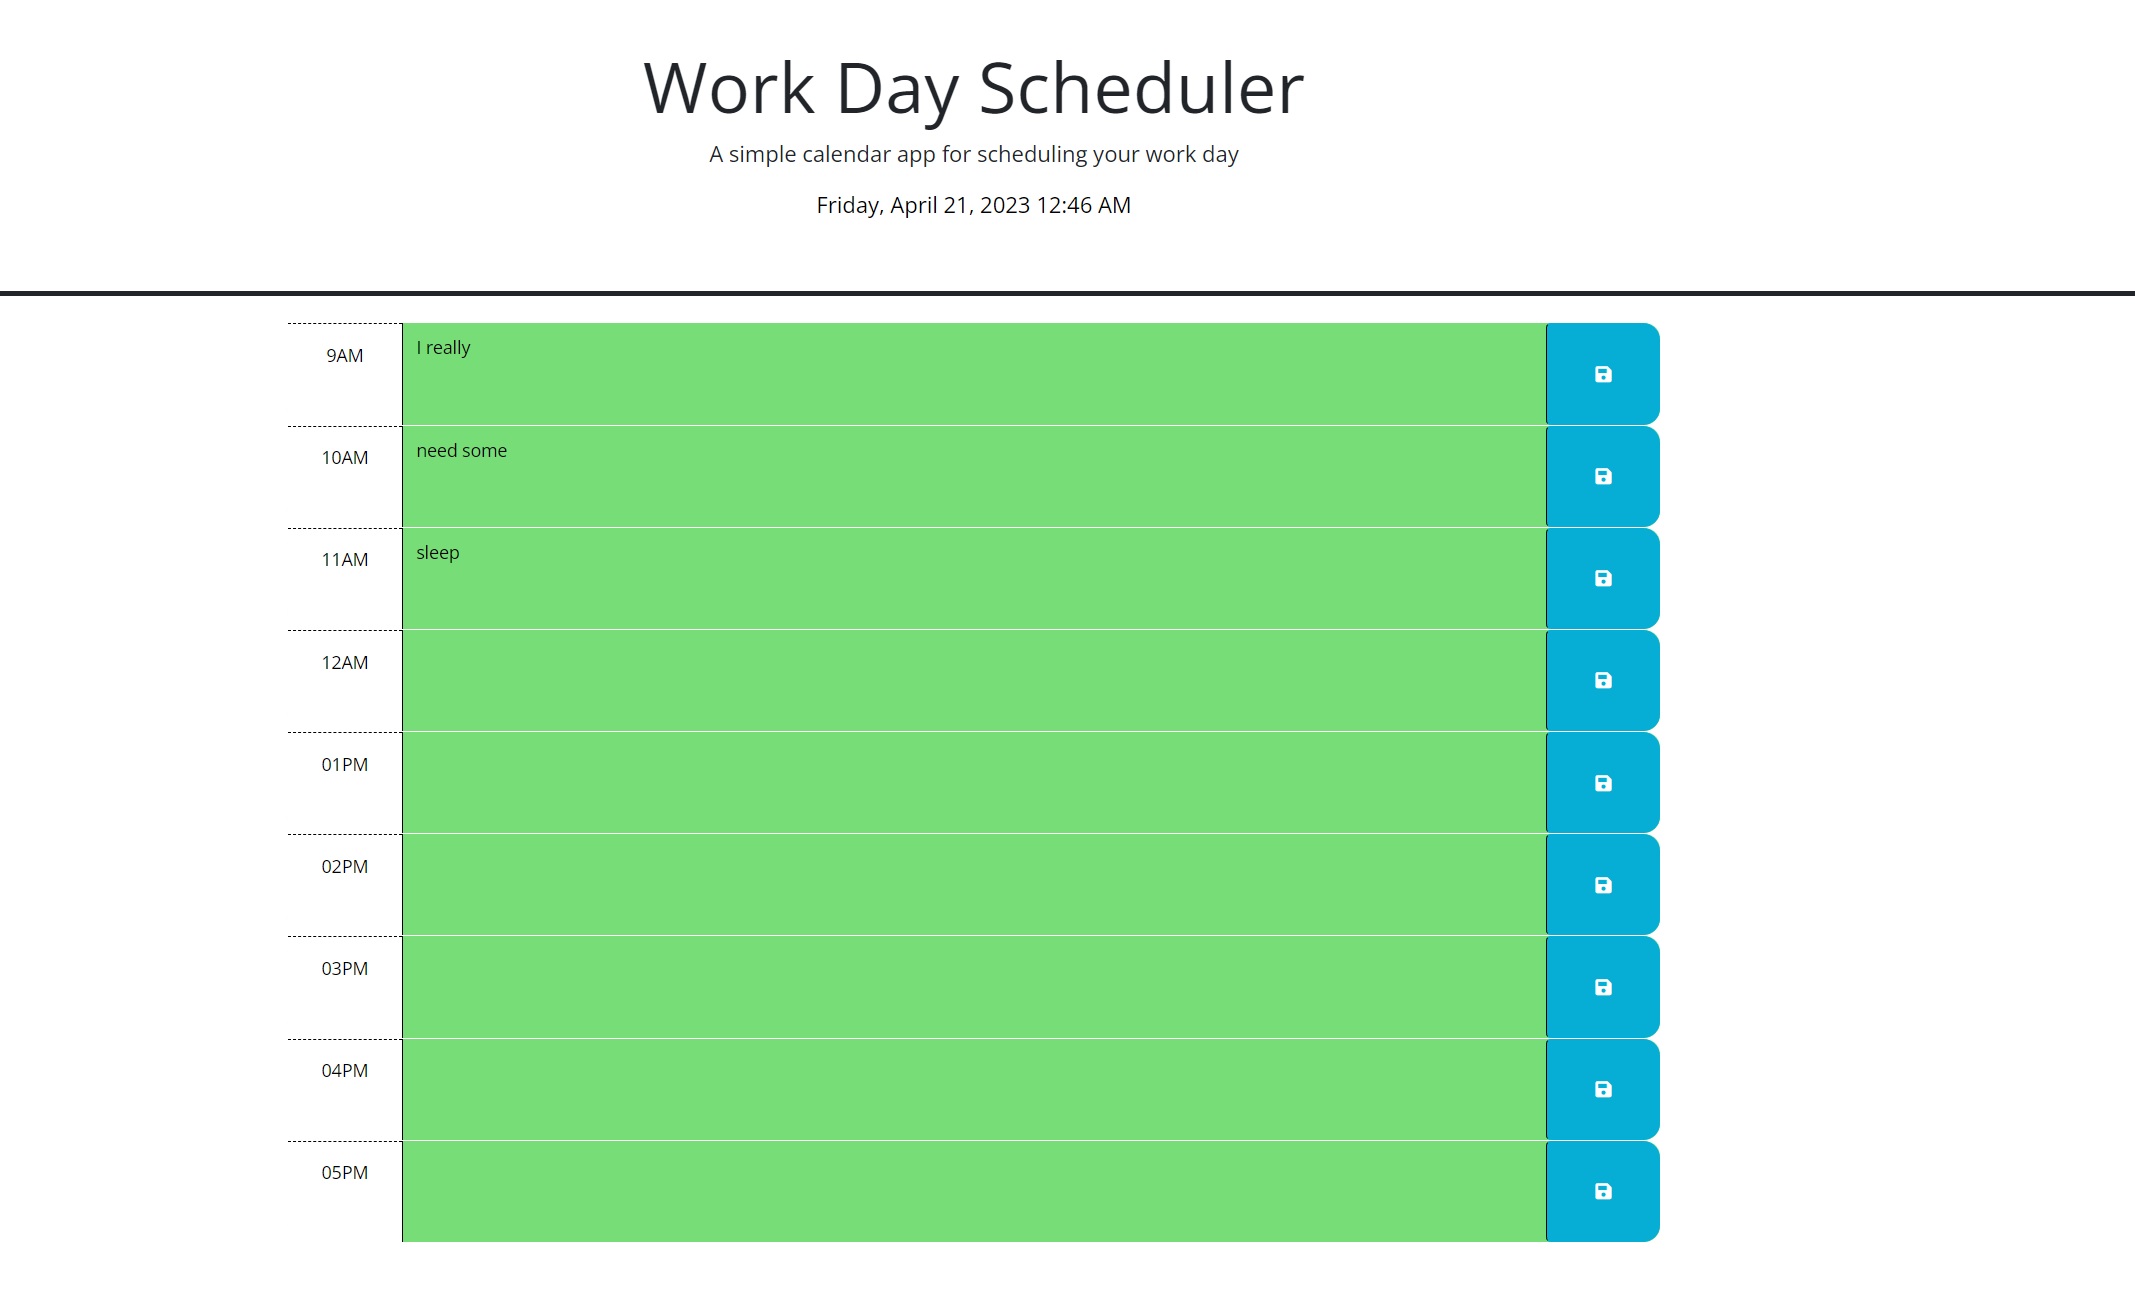 Work Day Scheduler
A simple calendar app for scheduling your work day
Friday, April 21, 2023 12:46 AM
9AM I really
10AM need some
11AM sleep
12AM
01PM
02PM
03PM
04PM
05PM